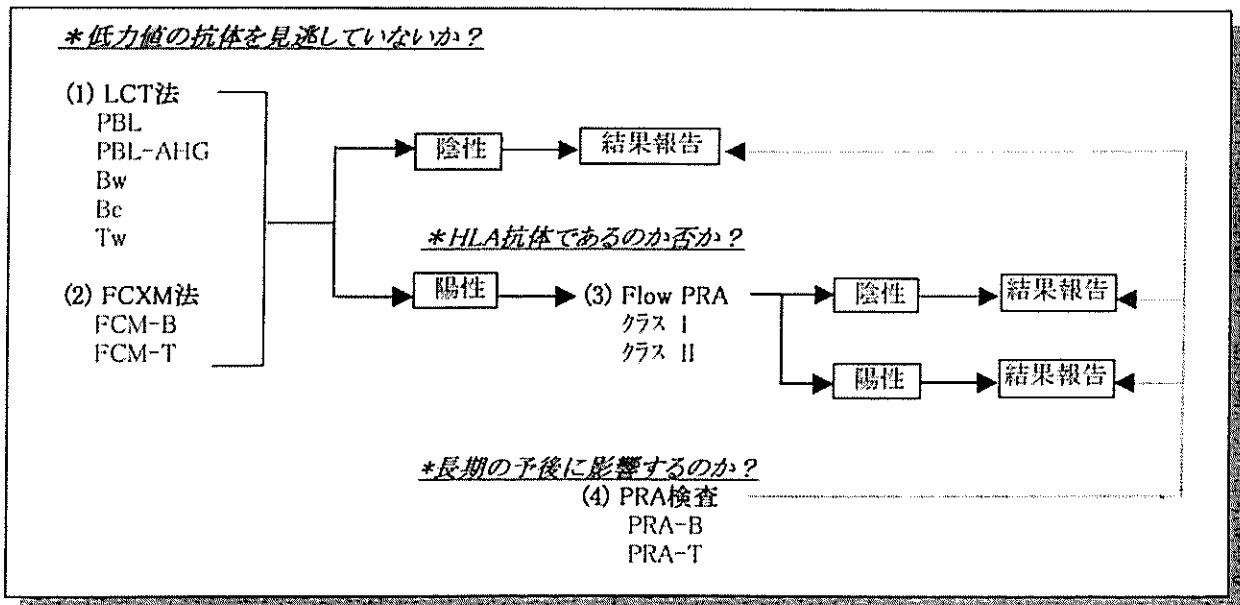 *低力値の抗体を見逃していないか？
(1) LCT法
PBL
PBL-AHG
Bw
Bc
Tw
(2) FCXM法
FCM-B
FCM-T
陰性
結果報告
*HLA抗体であるのか否か？
陽性
(3) Flow PRA
クラス I
クラス II
陰性
結果報告
陽性
結果報告
*長期の予後に影響するのか？
(4) PRA検査
PRA-B
PRA-T